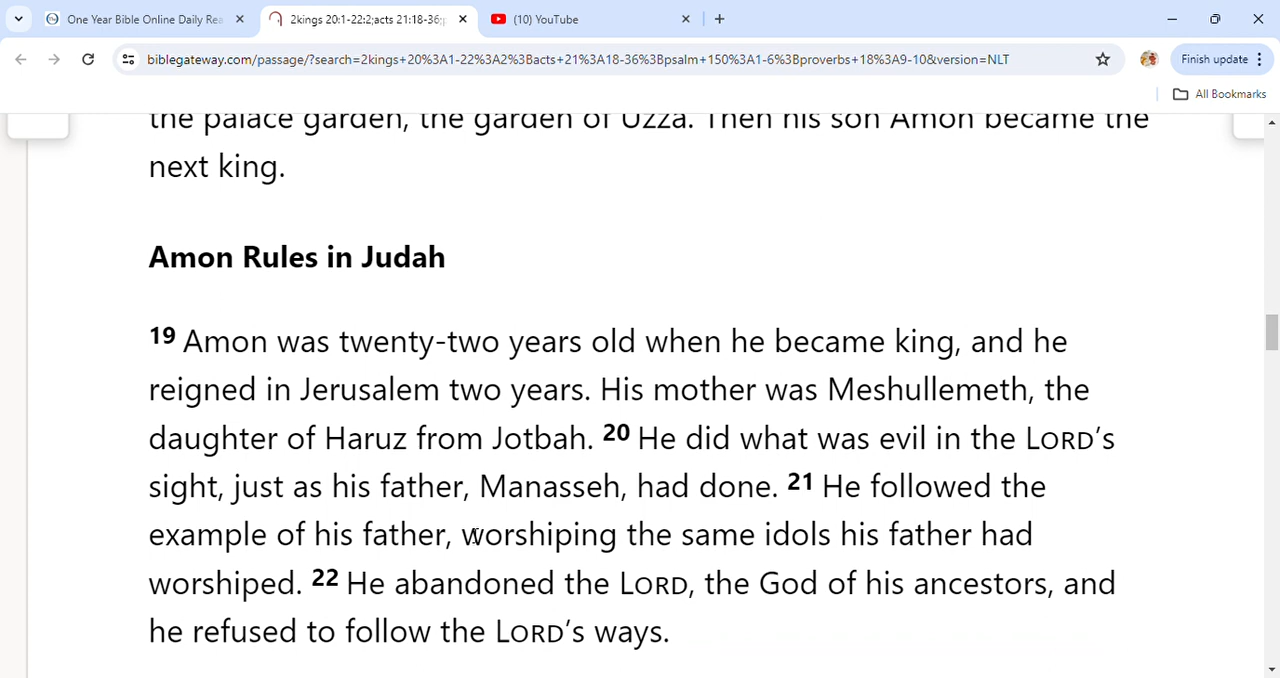 One Year Bible Online Daily Rea
2kings 20:1-22:2;acts 21:18-36;p
(10) YouTube
biblegateway.com/passage/?search=2kings+20%3A1-22%3A2%3Bacts+21%3A18-36%3Bpsalm+150%3A1-6%3Bproverbs+18%3A9-10&version=NLT
Finish update
All Bookmarks
the palace garden, the garden of Uzza. Then his son Amon became the
next king.
Amon Rules in Judah
19 Amon was twenty-two years old when he became king, and he
reigned in Jerusalem two years. His mother was Meshullemeth, the
daughter of Haruz from Jotbah. 20 He did what was evil in the LORD’s
sight, just as his father, Manasseh, had done. 21 He followed the
example of his father, worshiping the same idols his father had
worshiped. 22 He abandoned the LORD, the God of his ancestors, and
he refused to follow the LORD’s ways.